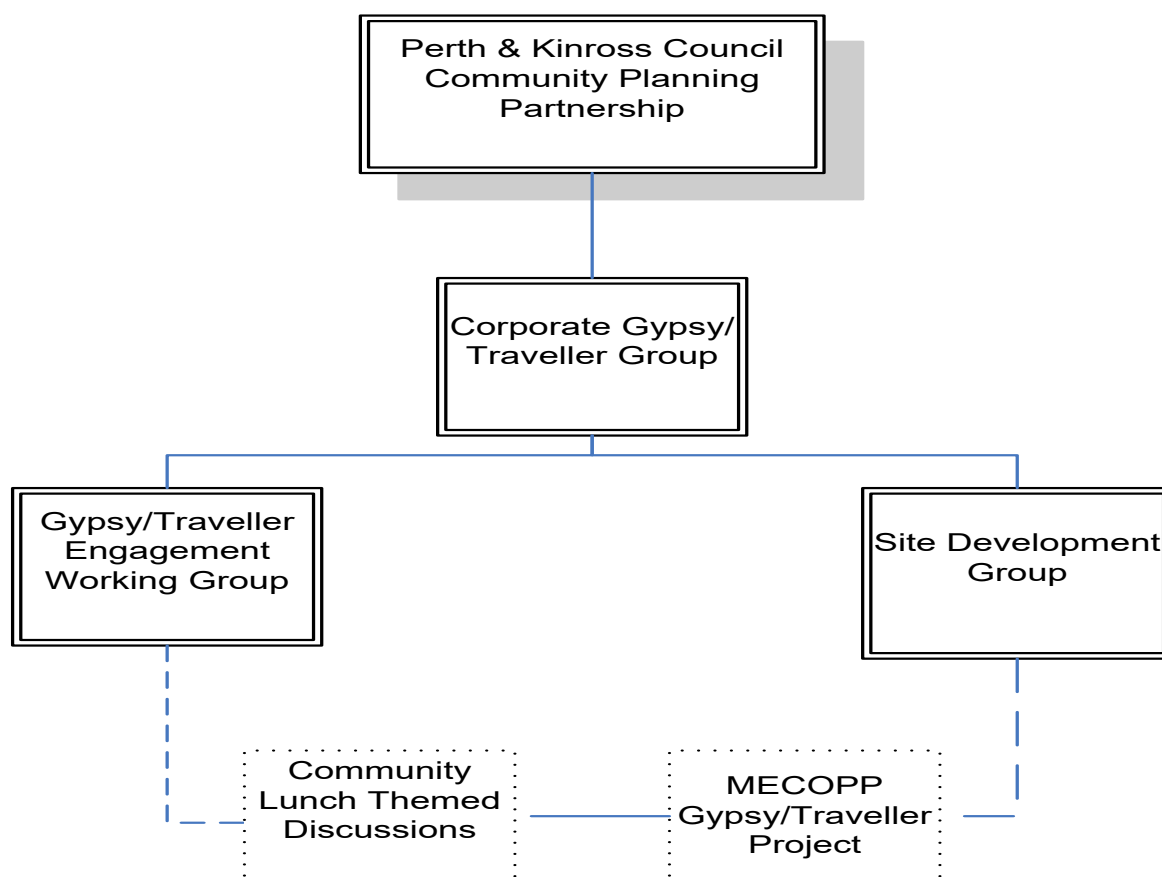 Perth & Kinross Council
Community Planning
Partnership
Corporate Gypsy/
Traveller Group
Gypsy/Traveller
Engagement
Working Group
Site Development
Group
Community
Lunch Themed
Discussions
MECOPP
Gypsy/Traveller
Project